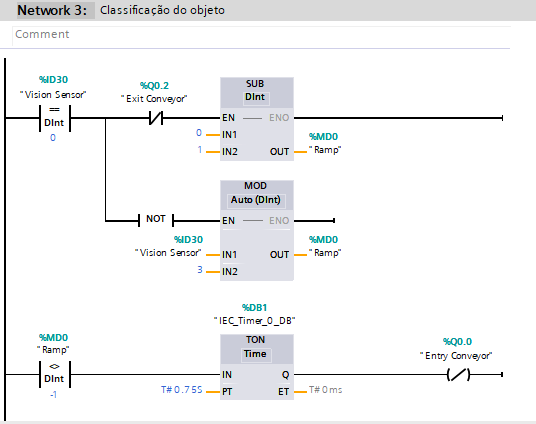 Network 3: Classificação do objeto
Comment
%ID30
"Vision Sensor"
==
DInt
0
%Q0.2
"Exit Conveyor"
SUB
DInt
EN
ENO
0
IN1
1
IN2
OUT
%MD0
"Ramp"
NOT
MOD
Auto (DInt)
EN
ENO
%ID30
"Vision Sensor"
IN1
3
IN2
OUT
%MD0
"Ramp"
%MD0
"Ramp"
<>
DInt
-1
%DB1
"IEC_Timer_0_DB"
TON
Time
IN
Q
T#0.75S
PT
ET
T#0ms
%Q0.0
"Entry Conveyor"